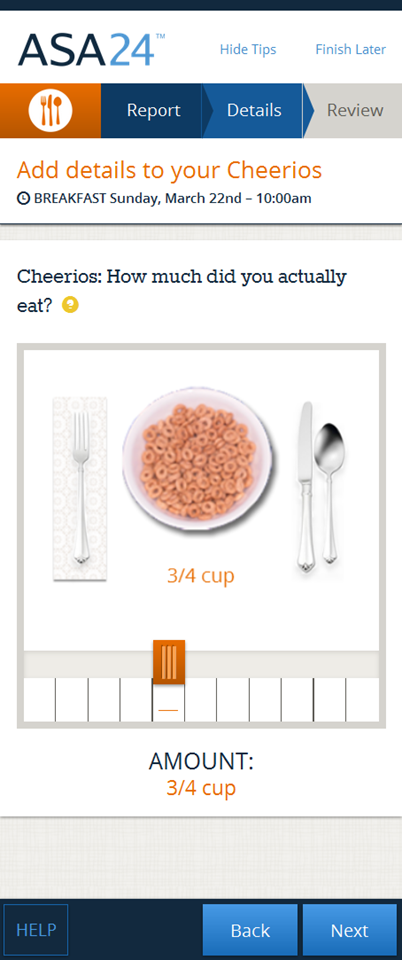 ASA24™
Hide Tips
Finish Later
Report
Details
Review
Add details to your Cheerios
BREAKFAST Sunday, March 22nd – 10:00am
Cheerios: How much did you actually
eat? ?
3/4 cup
AMOUNT:
3/4 cup
HELP
Back
Next